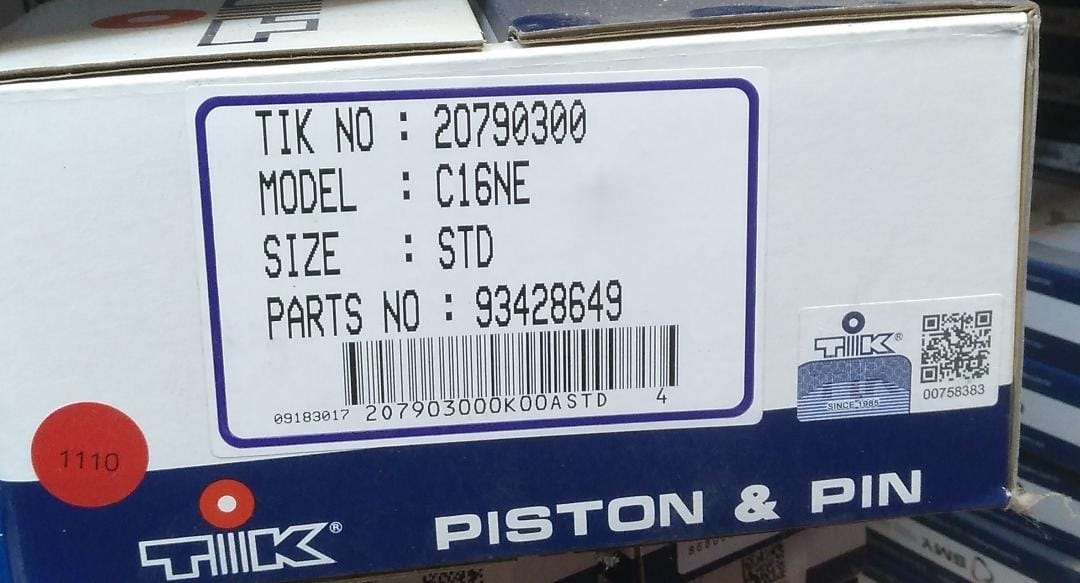 TIK NO : 20790300
MODEL : C16NE
SIZE : STD
PARTS NO : 93428649
09183017 207903000K00ASTD 4
TIK®
SINCE 1985
00758383
1110
TIK®
PISTON & PIN